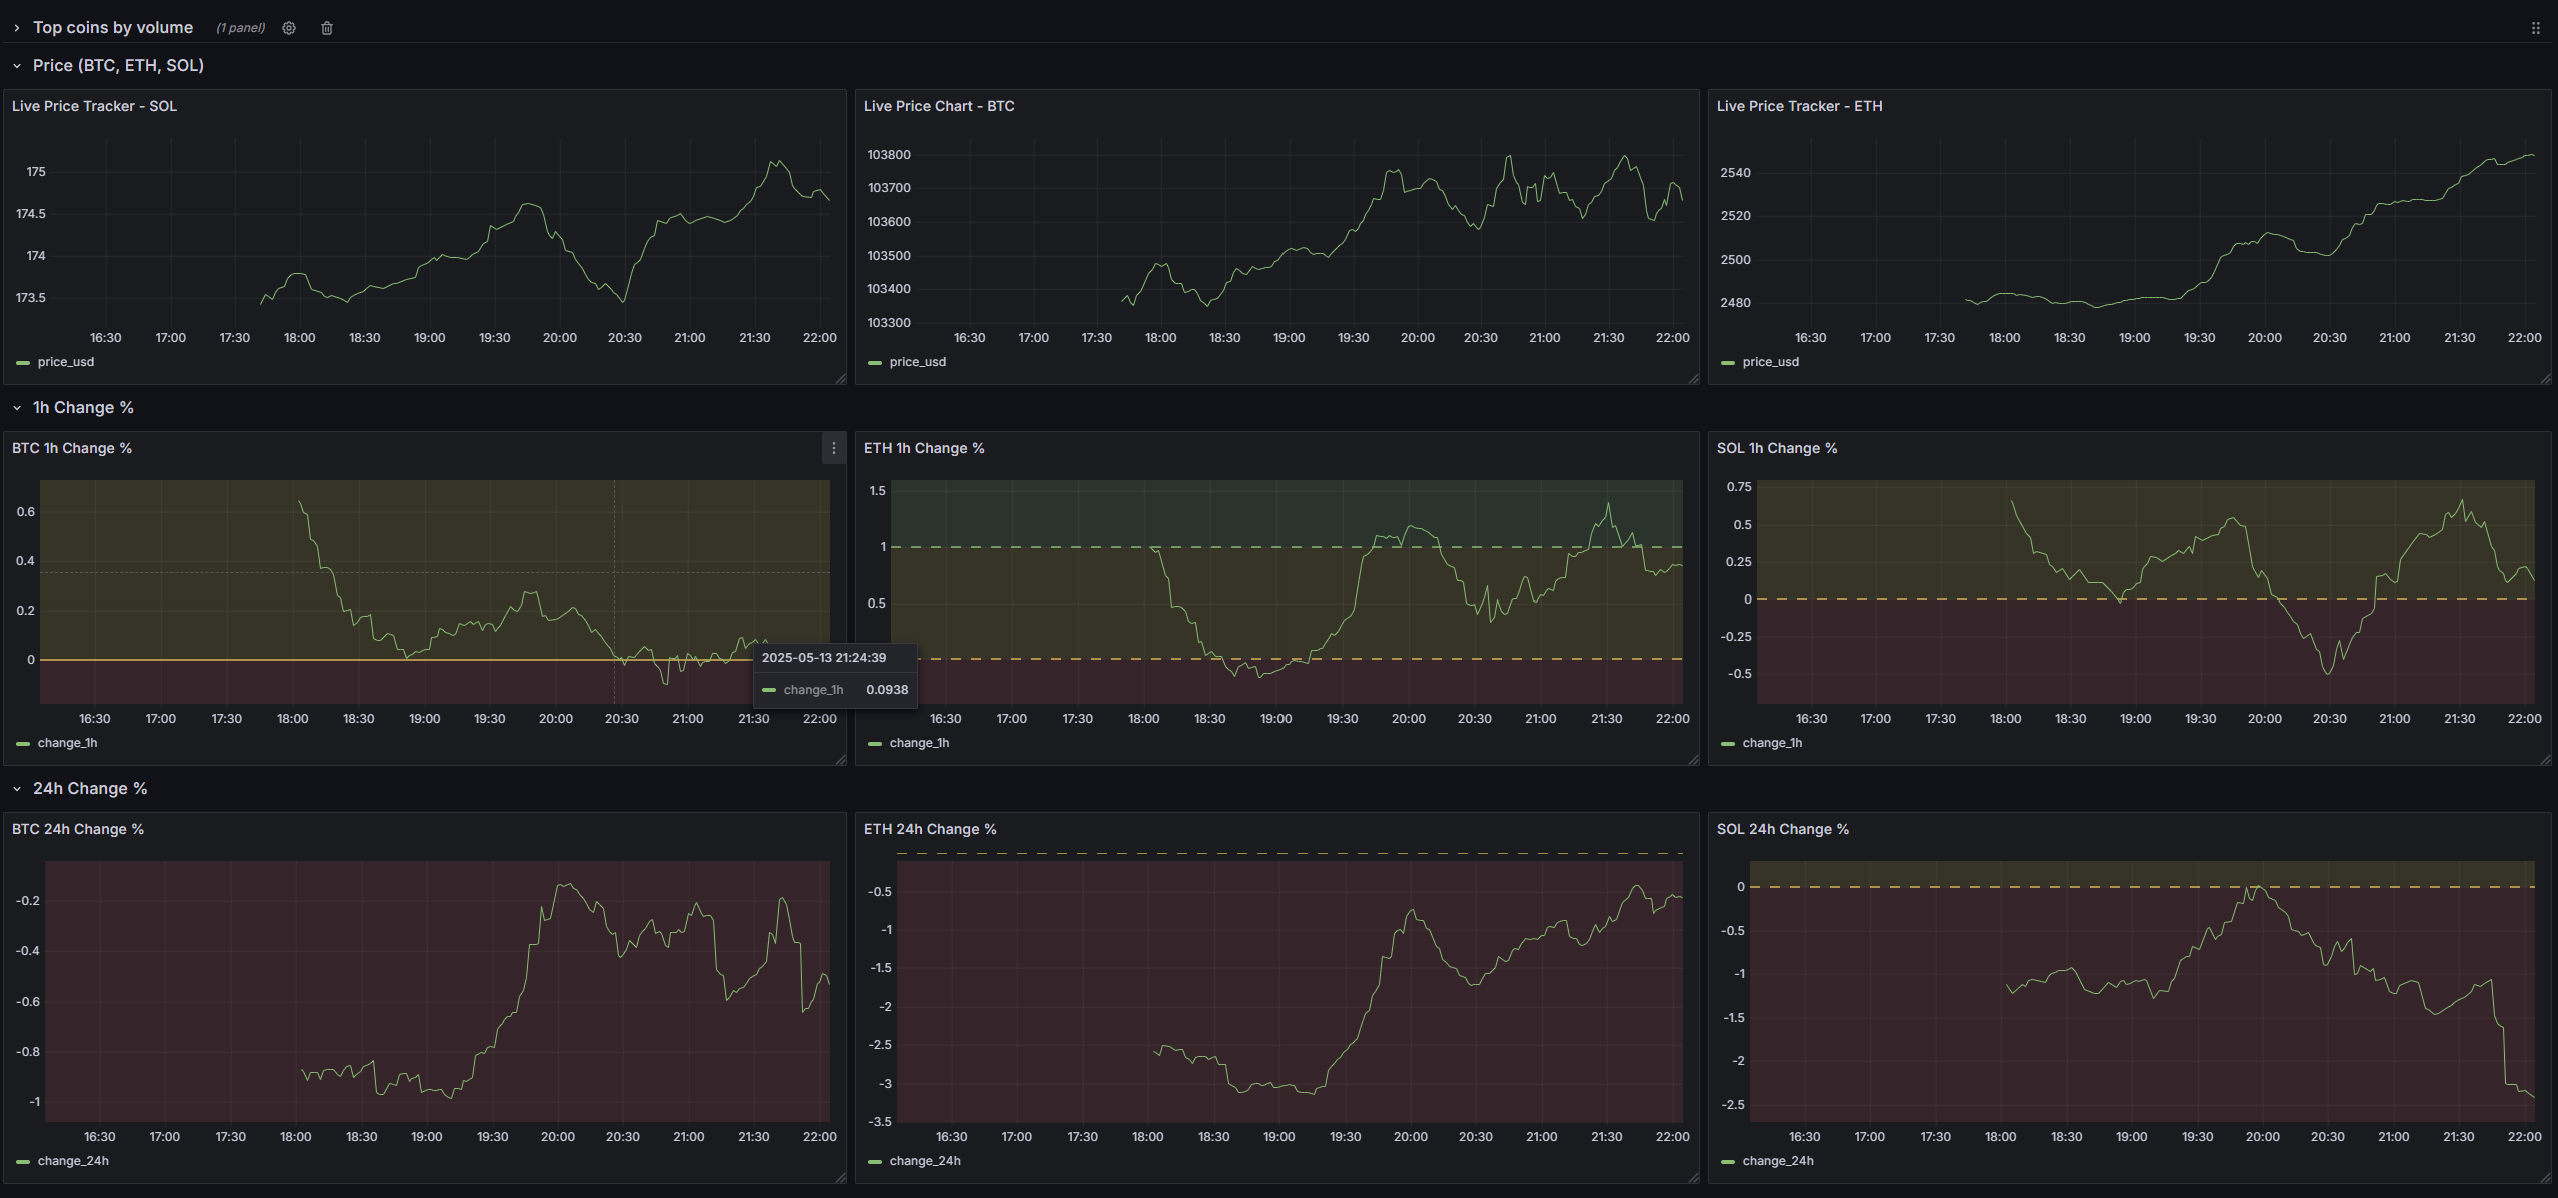 Top coins by volume (1 panel)
Price (BTC, ETH, SOL)
Live Price Tracker - SOL
175
174.5
174
173.5
16:30 17:00 17:30 18:00 18:30 19:00 19:30 20:00 20:30 21:00 21:30 22:00
price_usd
Live Price Chart - BTC
103800
103700
103600
103500
103400
103300
16:30 17:00 17:30 18:00 18:30 19:00 19:30 20:00 20:30 21:00 21:30 22:00
price_usd
Live Price Tracker - ETH
2540
2520
2500
2480
16:30 17:00 17:30 18:00 18:30 19:00 19:30 20:00 20:30 21:00 21:30 22:00
price_usd
1h Change %
BTC 1h Change %
0.6
0.4
0.2
0
16:30 17:00 17:30 18:00 18:30 19:00 19:30 20:00 20:30 21:00 21:30 22:00
change_1h
2025-05-13 21:24:39
change_1h 0.0938
ETH 1h Change %
1.5
1
0.5
16:30 17:00 17:30 18:00 18:30 19:00 19:30 20:00 20:30 21:00 21:30 22:00
change_1h
SOL 1h Change %
0.75
0.5
0.25
0
-0.25
-0.5
16:30 17:00 17:30 18:00 18:30 19:00 19:30 20:00 20:30 21:00 21:30 22:00
change_1h
24h Change %
BTC 24h Change %
-0.2
-0.4
-0.6
-0.8
-1
16:30 17:00 17:30 18:00 18:30 19:00 19:30 20:00 20:30 21:00 21:30 22:00
change_24h
ETH 24h Change %
-0.5
-1
-1.5
-2
-2.5
-3
-3.5
16:30 17:00 17:30 18:00 18:30 19:00 19:30 20:00 20:30 21:00 21:30 22:00
change_24h
SOL 24h Change %
0
-0.5
-1
-1.5
-2
-2.5
16:30 17:00 17:30 18:00 18:30 19:00 19:30 20:00 20:30 21:00 21:30 22:00
change_24h